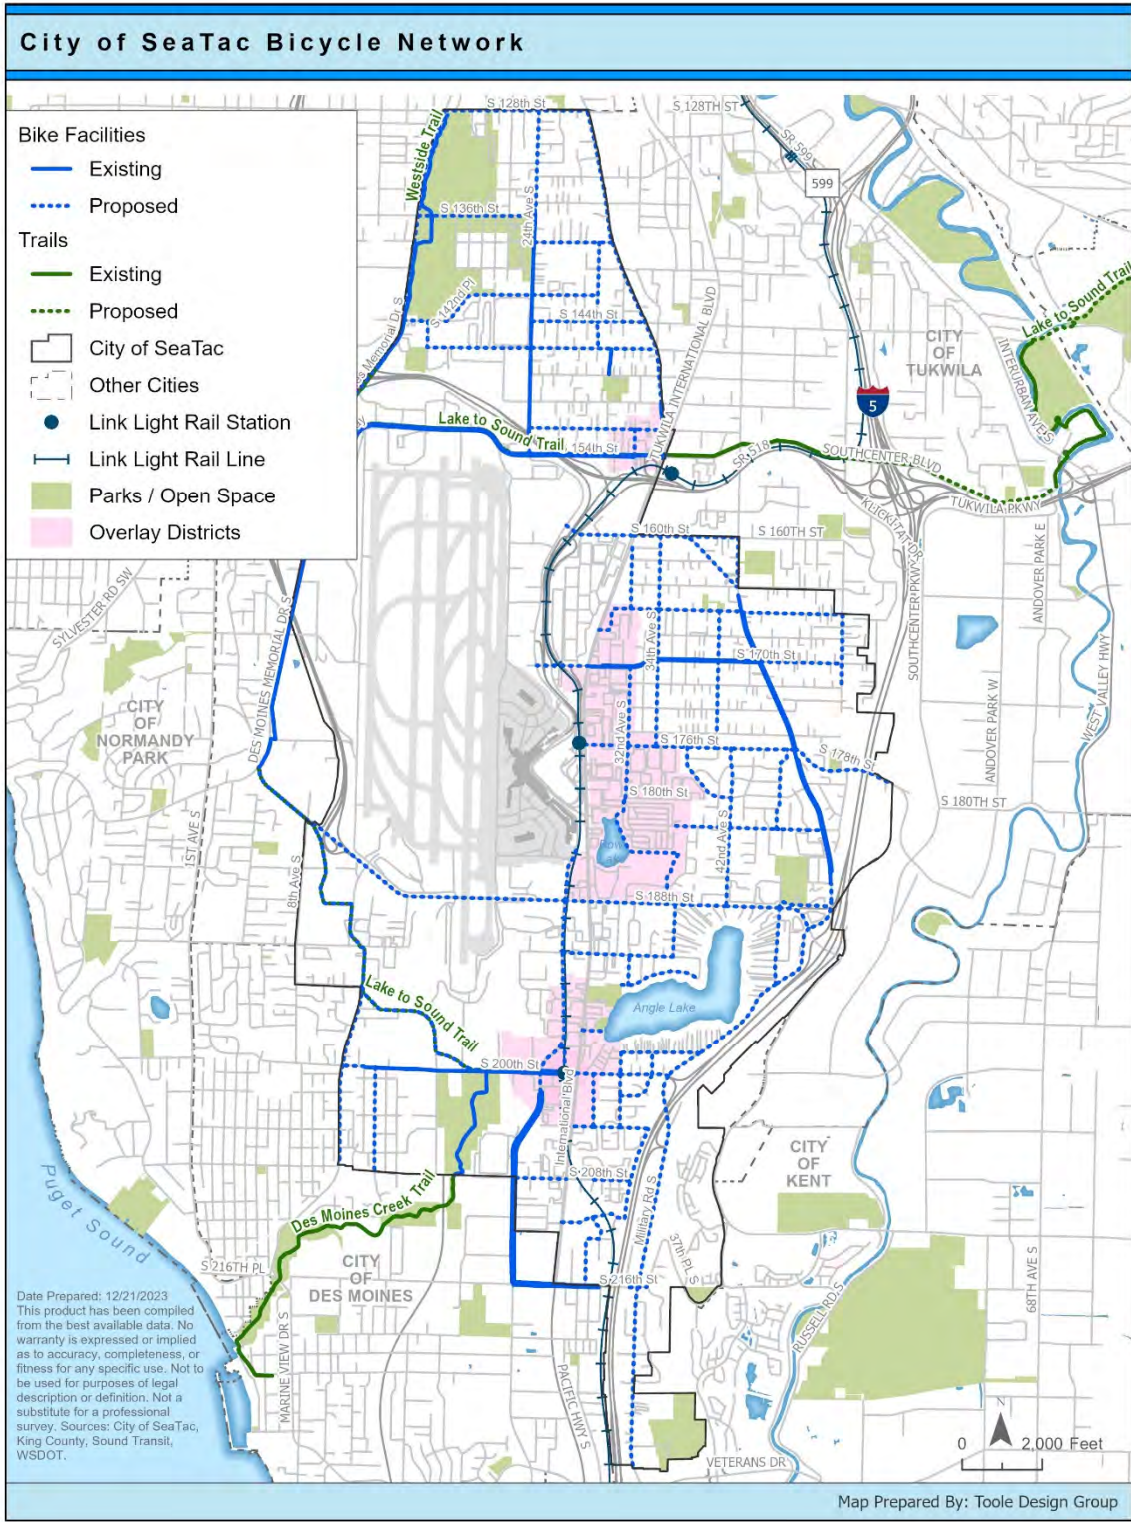 City of SeaTac Bicycle Network
Bike Facilities
Existing
Proposed
Trails
Existing
Proposed
City of SeaTac
Other Cities
Link Light Rail Station
Link Light Rail Line
Parks / Open Space
Overlay Districts
S 128th St
S 128TH ST
SR 599
599
Westside Trail
S 136th St
24th Ave S
S 142nd Pl
S 144th St
TUKWILA INTERNATIONAL BLVD
CITY
OF
TUKWILA
Lake to Sound Trail
INTERURBAN AVE S
5
Lake to Sound Trail
154th St
SR 518
SOUTHCENTER BLVD
TUKWILA PKWY
KLICKITAT DR
S 160th St
S 160TH ST
SOUTHCENTER PKWY
ANDOVER PARK E
SYLVESTER RD SW
DES MOINES MEMORIAL DR S
34th Ave S
S 170th St
WEST VALLEY HWY
CITY
OF
NORMANDY
PARK
32nd Ave S
S 176th St
S 178th St
ANDOVER PARK W
S 180th St
S 180TH ST
1ST AVE S
42nd Ave S
8th Ave S
S 188th St
Lake to Sound Trail
Angle Lake
S 200th St
International Blvd
CITY
OF
KENT
S 208th St
Military Rd S
Puget Sound
Des Moines Creek Trail
S 216TH PL
CITY
OF
DES MOINES
37th PL S
S 216th St
68TH AVE S
RUSSELL RD S
MARINE VIEW DR S
PACIFIC HWY S
VETERANS DR
Date Prepared: 12/21/2023
This product has been compiled
from the best available data. No
warranty is expressed or implied
as to accuracy, completeness, or
fitness for any specific use. Not to
be used for purposes of legal
description or definition. Not a
substitute for a professional
survey. Sources: City of SeaTac,
King County, Sound Transit,
WSDOT.
N
0 2,000 Feet
Map Prepared By: Toole Design Group